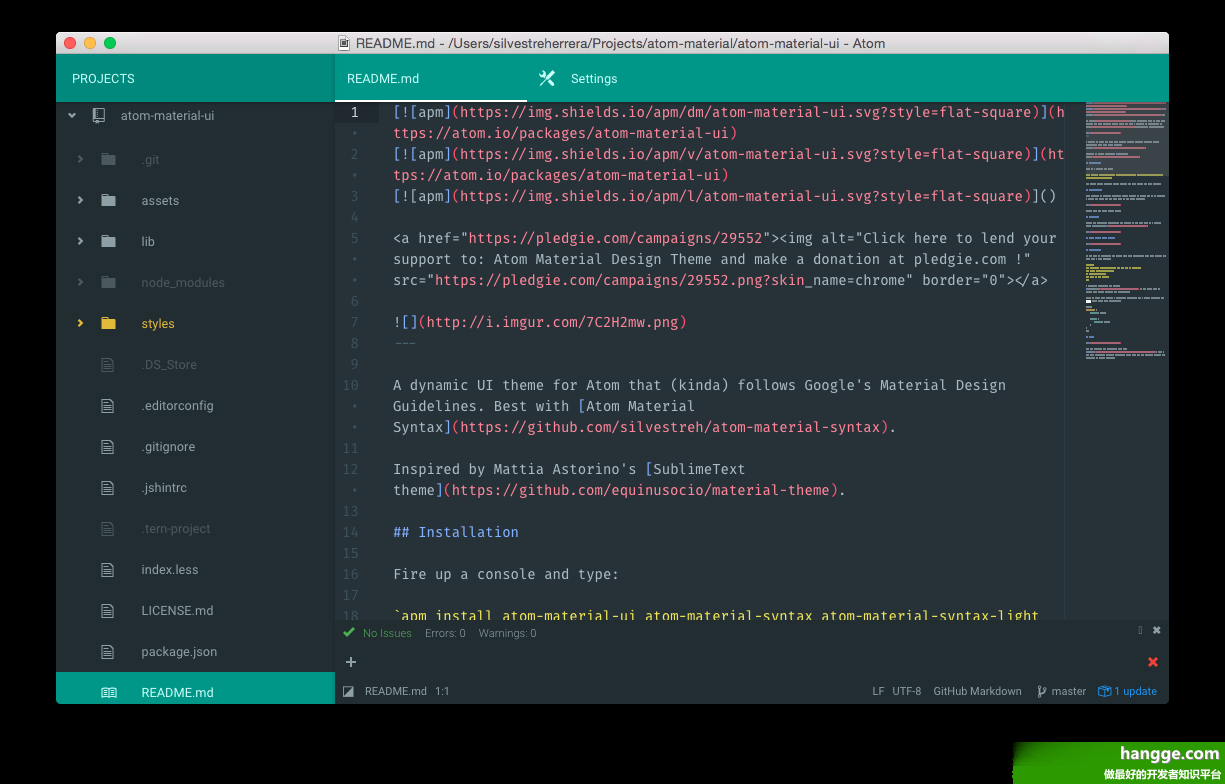 README.md - /Users/silvestreherrera/Projects/atom-material/atom-material-ui - Atom
PROJECTS
README.md
Settings
atom-material-ui
.git
assets
lib
node_modules
styles
.DS_Store
.editorconfig
.gitignore
.jshintrc
.tern-project
index.less
LICENSE.md
package.json
README.md
1 [![apm](https://img.shields.io/apm/dm/atom-material-ui.svg?style=flat-square)](h
• ttps://atom.io/packages/atom-material-ui)
2 [![apm](https://img.shields.io/apm/v/atom-material-ui.svg?style=flat-square)](ht
• tps://atom.io/packages/atom-material-ui)
3 [![apm](https://img.shields.io/apm/l/atom-material-ui.svg?style=flat-square)]()
4
5 <a href="https://pledgie.com/campaigns/29552"><img alt="Click here to lend your
• support to: Atom Material Design Theme and make a donation at pledgie.com !"
• src="https://pledgie.com/campaigns/29552.png?skin_name=chrome" border="0"></a>
6
7 ![](http://i.imgur.com/7C2H2mw.png)
8 ---
9
10 A dynamic UI theme for Atom that (kinda) follows Google's Material Design
• Guidelines. Best with [Atom Material
• Syntax](https://github.com/silvestreh/atom-material-syntax).
11
12 Inspired by Mattia Astorino's [SublimeText
• theme](https://github.com/equinusocio/material-theme).
13
14 ## Installation
15
16 Fire up a console and type:
17
18 `apm install atom-material-ui atom-material-syntax atom-material-syntax-light
No Issues Errors: 0 Warnings: 0
README.md 1:1
LF UTF-8 GitHub Markdown master 1 update
hangge.com
做最好的开发者知识平台